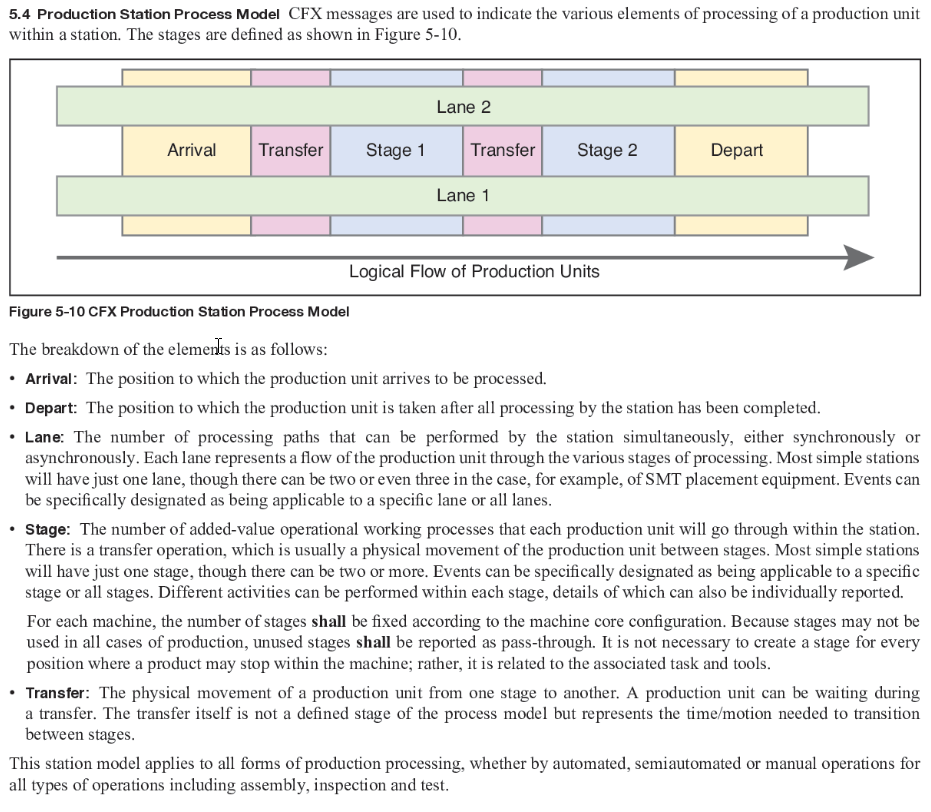 5.4 Production Station Process Model CFX messages are used to indicate the various elements of processing of a production unit
within a station. The stages are defined as shown in Figure 5-10.
Lane 2
Arrival Transfer Stage 1 Transfer Stage 2 Depart
Lane 1
Logical Flow of Production Units
Figure 5-10 CFX Production Station Process Model
The breakdown of the elements is as follows:
• Arrival: The position to which the production unit arrives to be processed.
• Depart: The position to which the production unit is taken after all processing by the station has been completed.
• Lane: The number of processing paths that can be performed by the station simultaneously, either synchronously or
asynchronously. Each lane represents a flow of the production unit through the various stages of processing. Most simple stations
will have just one lane, though there can be two or even three in the case, for example, of SMT placement equipment. Events can
be specifically designated as being applicable to a specific lane or all lanes.
• Stage: The number of added-value operational working processes that each production unit will go through within the station.
There is a transfer operation, which is usually a physical movement of the production unit between stages. Most simple stations
will have just one stage, though there can be two or more. Events can be specifically designated as being applicable to a specific
stage or all stages. Different activities can be performed within each stage, details of which can also be individually reported.
For each machine, the number of stages shall be fixed according to the machine core configuration. Because stages may not be
used in all cases of production, unused stages shall be reported as pass-through. It is not necessary to create a stage for every
position where a product may stop within the machine; rather, it is related to the associated task and tools.
• Transfer: The physical movement of a production unit from one stage to another. A production unit can be waiting during
a transfer. The transfer itself is not a defined stage of the process model but represents the time/motion needed to transition
between stages.
This station model applies to all forms of production processing, whether by automated, semiautomated or manual operations for
all types of operations including assembly, inspection and test.